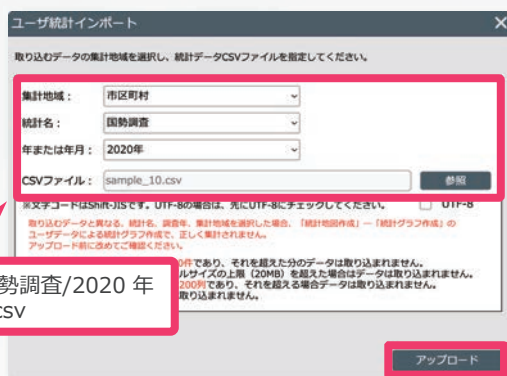 ユーザ統計インポート ×
取り込むデータの集計地域を選択し、統計データCSVファイルを指定してください。
集計地域： 市区町村
統計名： 国勢調査
年または年月： 2020年
CSVファイル： sample_10.csv 参照
※文字コードはShift-JISです。UTF-8の場合は、先にUTF-8にチェックしてください。 UTF-8
取り込むデータと異なる、統計名、調査年、集計地域を選択した場合、「統計地図作成」―「統計グラフ作成」の
ユーザデータによる統計グラフ作成で、正しく集計されません。
アップロード前に改めてご確認ください。
件であり、それを超えた分のデータは取り込まれません。
ルサイズの上限（20MB）を超えた場合はデータは取り込まれません。
200列であり、それを超える場合データは取り込まれません。
取り込まれません。
勢調査/2020 年
csv
アップロード